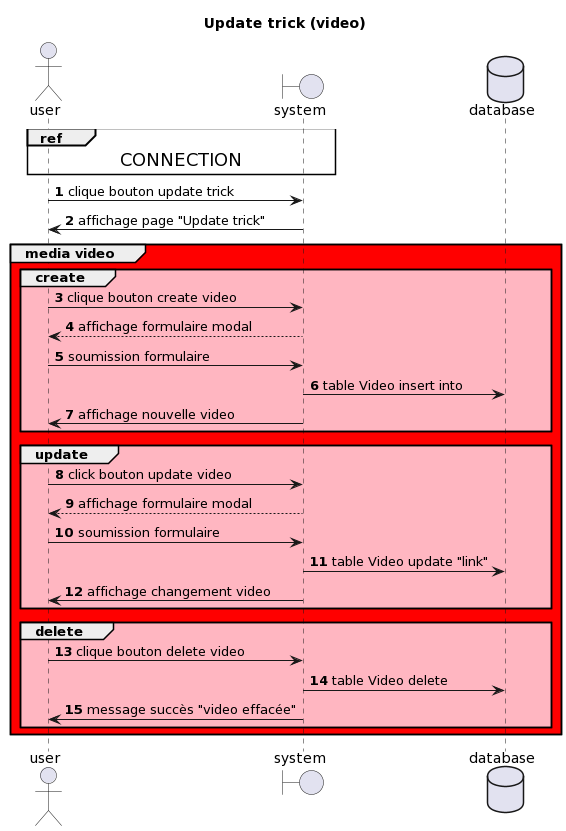 Update trick (video)
user
system
database
ref
CONNECTION
1 clique bouton update trick
2 affichage page "Update trick"
media video
create
3 clique bouton create video
4 affichage formulaire modal
5 soumission formulaire
6 table Video insert into
7 affichage nouvelle video
update
8 click bouton update video
9 affichage formulaire modal
10 soumission formulaire
11 table Video update "link"
12 affichage changement video
delete
13 clique bouton delete video
14 table Video delete
15 message succès "video effacée"
user
system
database